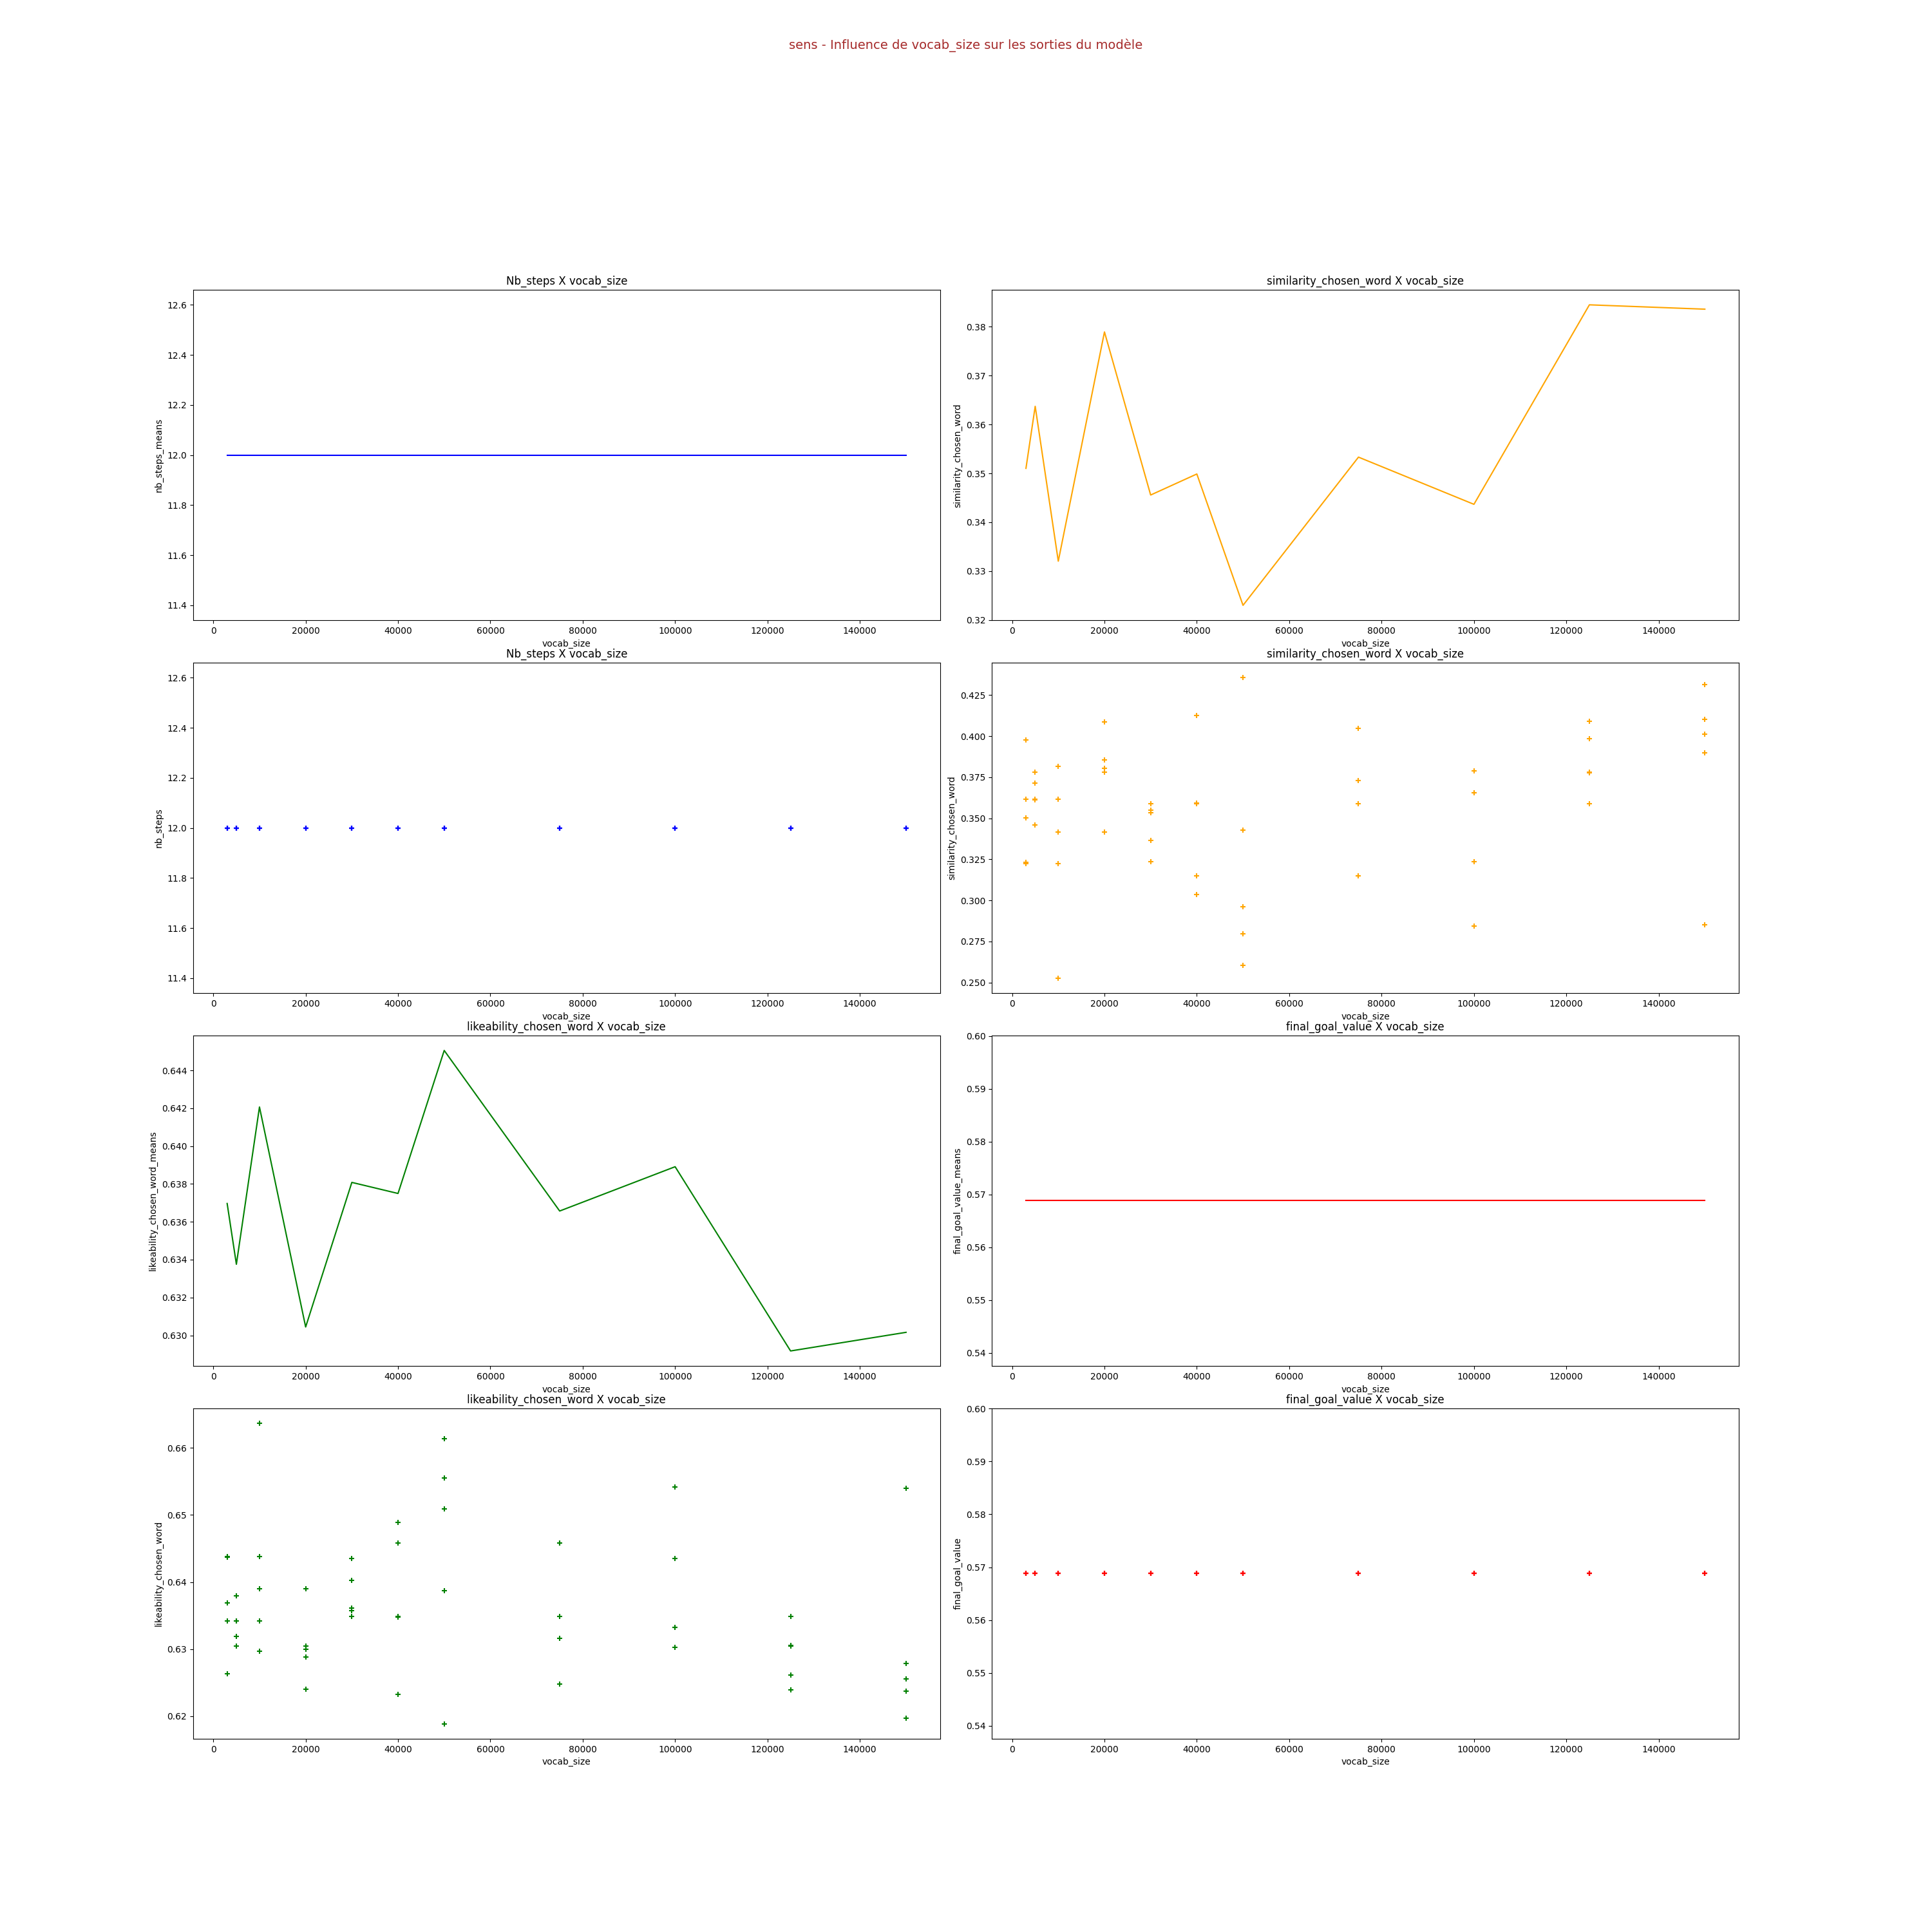 sens - Influence de vocab_size sur les sorties du modèle
Nb_steps X vocab_size
12.6
12.4
12.2
12.0
11.8
11.6
11.4
nb_steps_means
0 20000 40000 60000 80000 100000 120000 140000
vocab_size
similarity_chosen_word X vocab_size
0.38
0.37
0.36
0.35
0.34
0.33
0.32
similarity_chosen_word
0 20000 40000 60000 80000 100000 120000 140000
vocab_size
Nb_steps X vocab_size
12.6
12.4
12.2
12.0
11.8
11.6
11.4
nb_steps
0 20000 40000 60000 80000 100000 120000 140000
vocab_size
similarity_chosen_word X vocab_size
0.425
0.400
0.375
0.350
0.325
0.300
0.275
0.250
similarity_chosen_word
0 20000 40000 60000 80000 100000 120000 140000
vocab_size
likeability_chosen_word X vocab_size
0.644
0.642
0.640
0.638
0.636
0.634
0.632
0.630
likeability_chosen_word_means
0 20000 40000 60000 80000 100000 120000 140000
vocab_size
final_goal_value X vocab_size
0.60
0.59
0.58
0.57
0.56
0.55
0.54
final_goal_value_means
0 20000 40000 60000 80000 100000 120000 140000
vocab_size
likeability_chosen_word X vocab_size
0.66
0.65
0.64
0.63
0.62
likeability_chosen_word
0 20000 40000 60000 80000 100000 120000 140000
vocab_size
final_goal_value X vocab_size
0.60
0.59
0.58
0.57
0.56
0.55
0.54
final_goal_value
0 20000 40000 60000 80000 100000 120000 140000
vocab_size